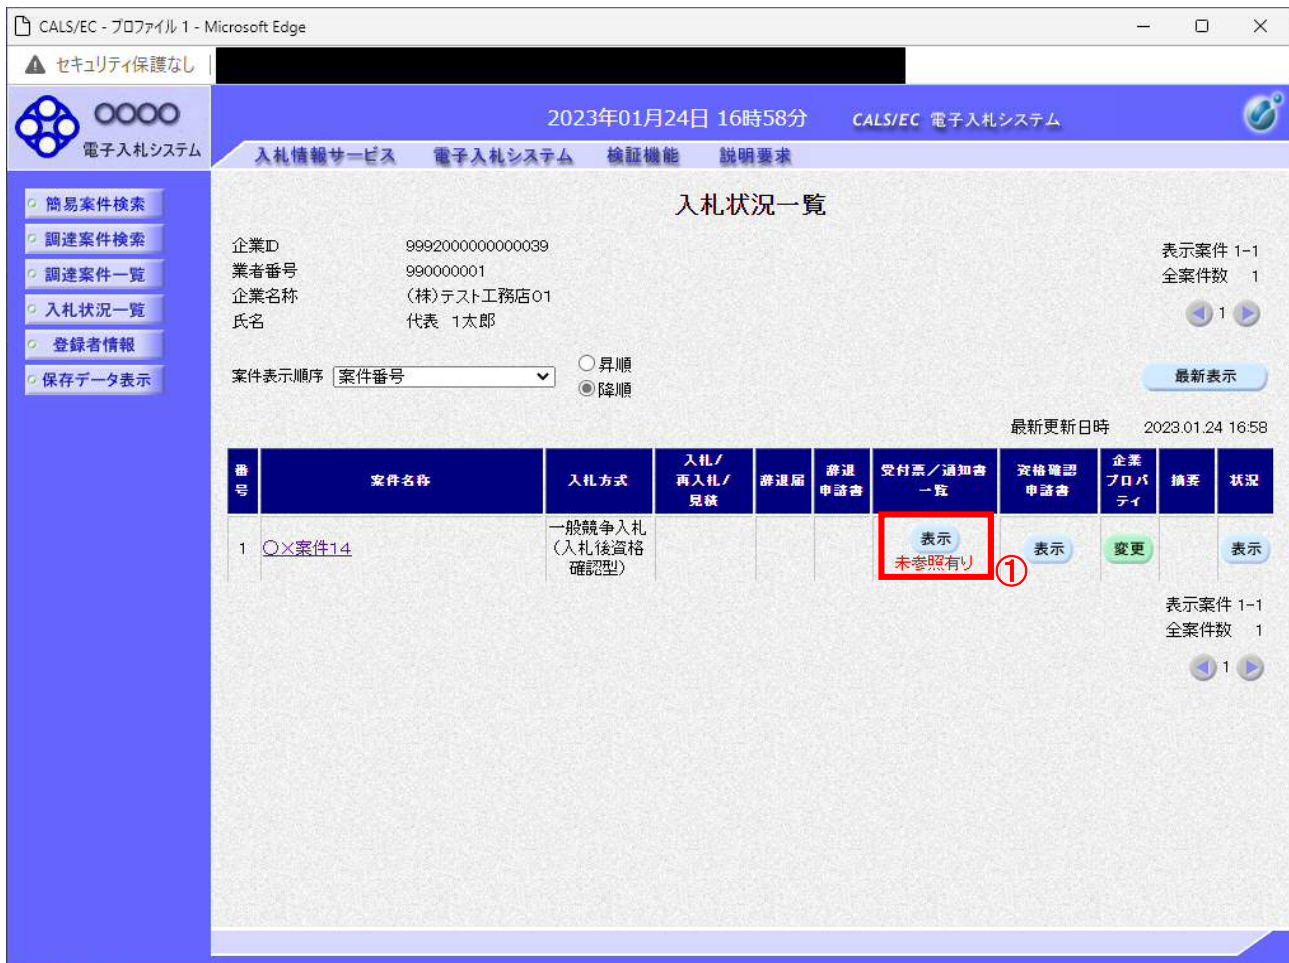 CALS/EC - プロファイル 1 - Microsoft Edge
セキュリティ保護なし
〇〇〇〇
電子入札システム
2023年01月24日 16時58分 CALS/EC 電子入札システム
入札情報サービス 電子入札システム 検証機能 説明要求
簡易案件検索
調達案件検索
調達案件一覧
入札状況一覧
登録者情報
保存データ表示
入札状況一覧
企業ID 9992000000000039
業者番号 990000001
企業名称 (株)テスト工務店01
氏名 代表 1太郎
表示案件 1-1
全案件数 1
1
案件表示順序 案件番号
昇順
降順
最新表示
最新更新日時 2023.01.24 16:58
番号 案件名称 入札方式 入札/再入札/見積 辞退届 辞退申請書 受付票/通知書一覧 資格確認申請書 企業プロパティ 摘要 状況
1 〇×案件14 一般競争入札(入札後資格確認型) 表示 未参照有り 表示 変更 表示
①
表示案件 1-1
全案件数 1
1